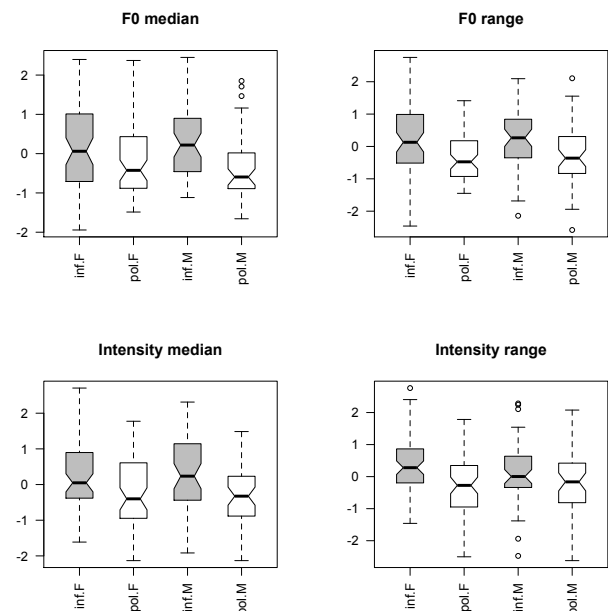 F0 median
F0 range
2
1
0
-1
-2
inf.F
pol.F
inf.M
pol.M
2
1
0
-1
-2
inf.F
pol.F
inf.M
pol.M
Intensity median
Intensity range
2
1
0
-1
-2
inf.F
pol.F
inf.M
pol.M
3
2
1
0
-1
-2
inf.F
pol.F
inf.M
pol.M